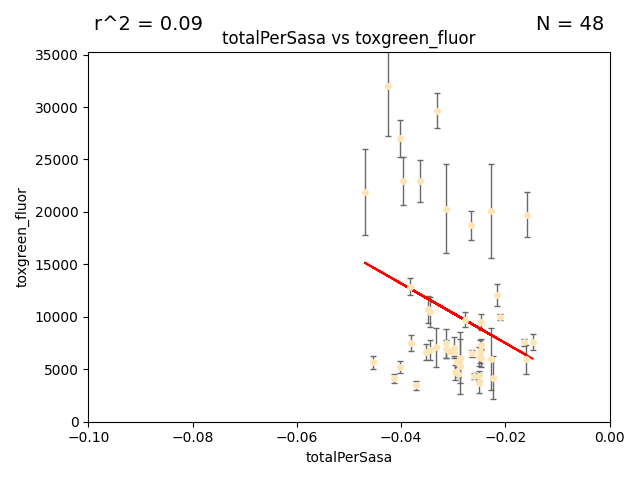 r^2 = 0.09
N = 48
totalPerSasa vs toxgreen_fluor
35000
30000
25000
20000
15000
10000
5000
0
toxgreen_fluor
−0.10
−0.08
−0.06
−0.04
−0.02
0.00
totalPerSasa